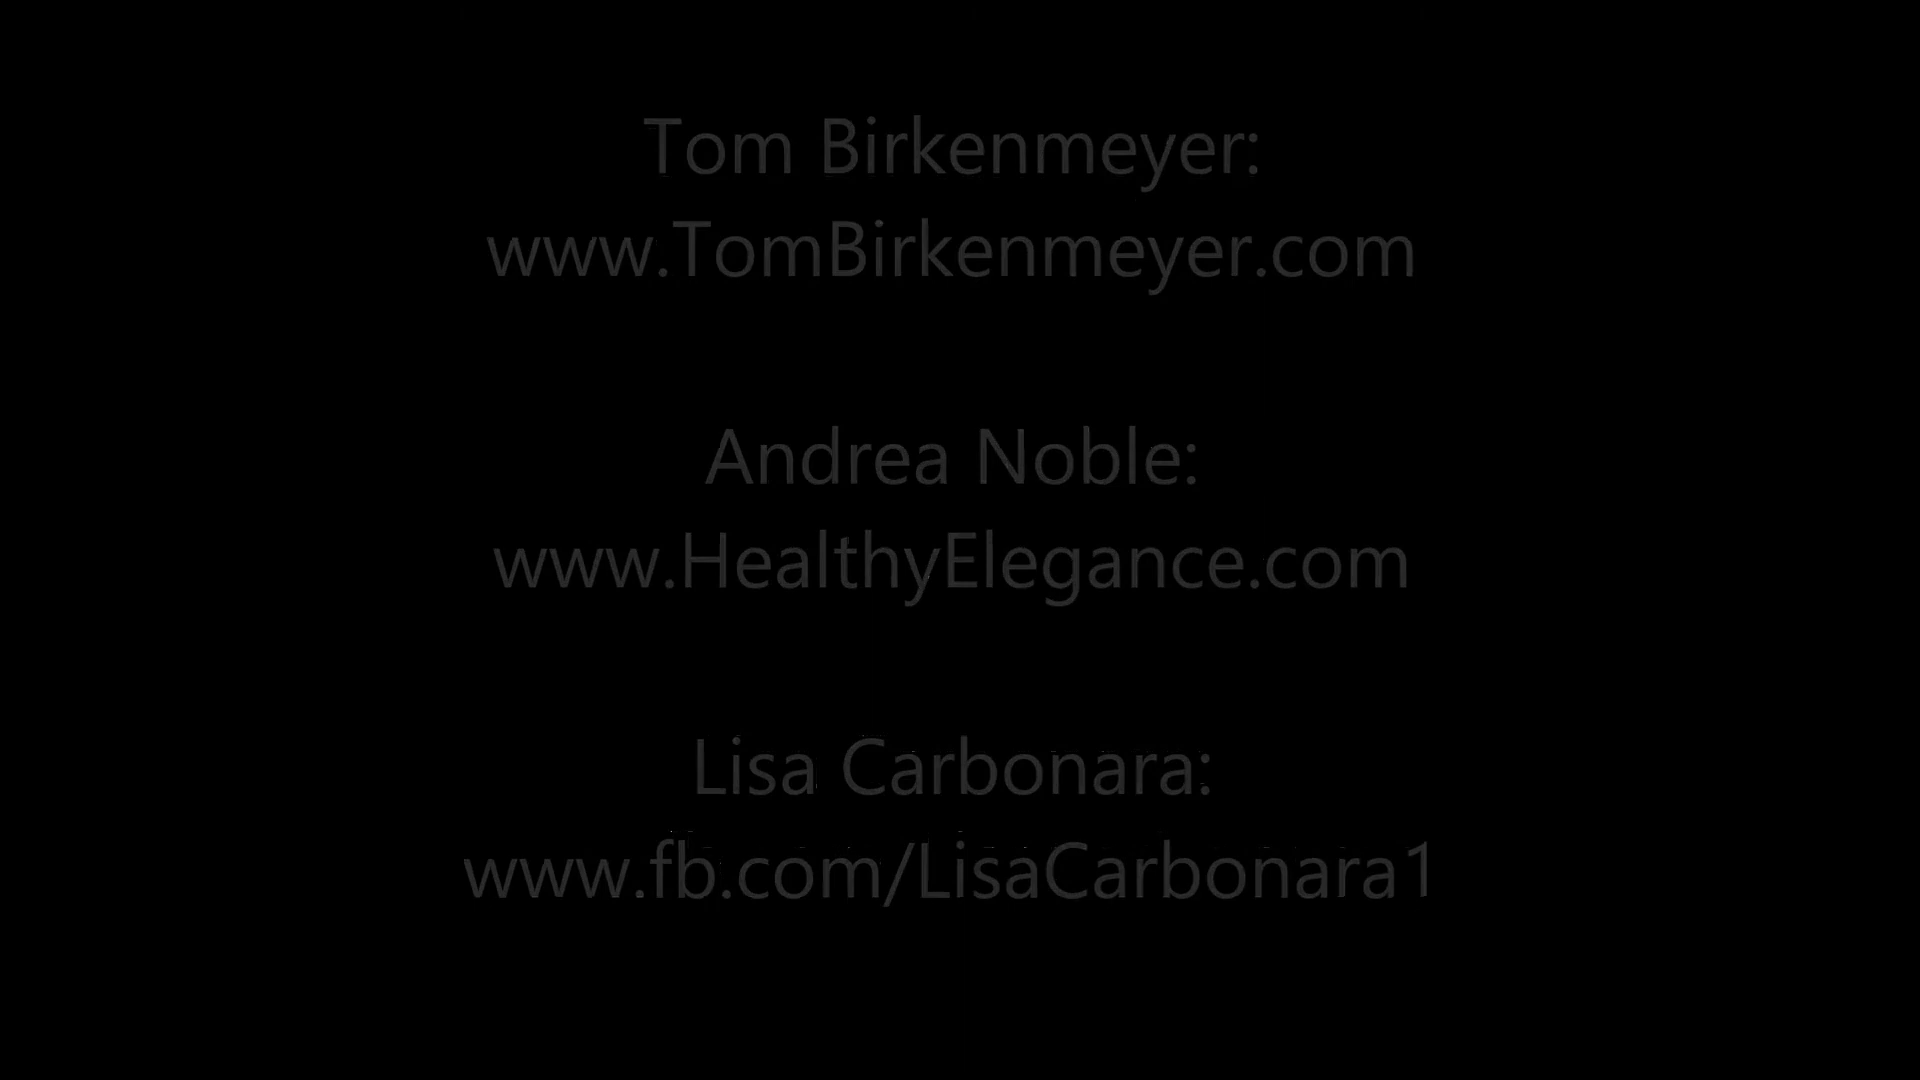 Tom Birkenmeyer:
www.TomBirkenmeyer.com
Andrea Noble:
www.HealthyElegance.com
Lisa Carbonara:
www.fb.com/LisaCarbonara1